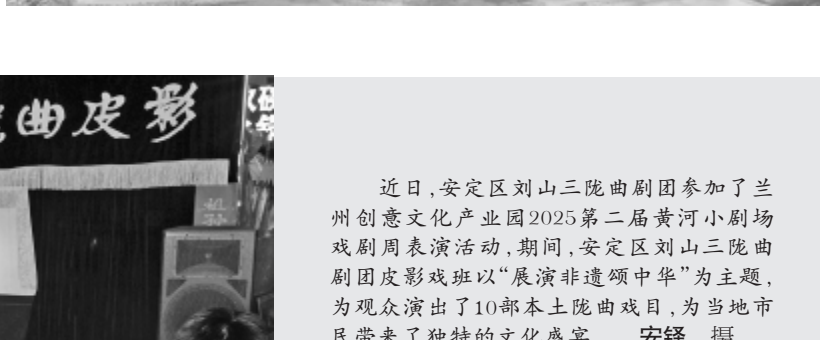 曲皮影
近日,安定区刘山三陇曲剧团参加了兰
州创意文化产业园2025第二届黄河小剧场
戏剧周表演活动,期间,安定区刘山三陇曲
剧团皮影戏班以“展演非遗颂中华”为主题,
为观众演出了10部本土陇曲戏目,为当地市
民带来了独特的文化盛宴。 安铎 摄